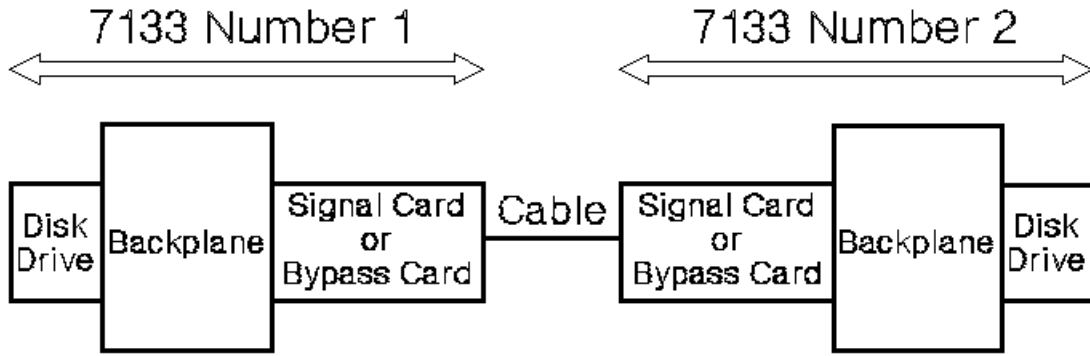 7133 Number 1
7133 Number 2
Disk
Drive
Backplane
Signal Card
or
Bypass Card
Cable
Signal Card
or
Bypass Card
Backplane
Disk
Drive